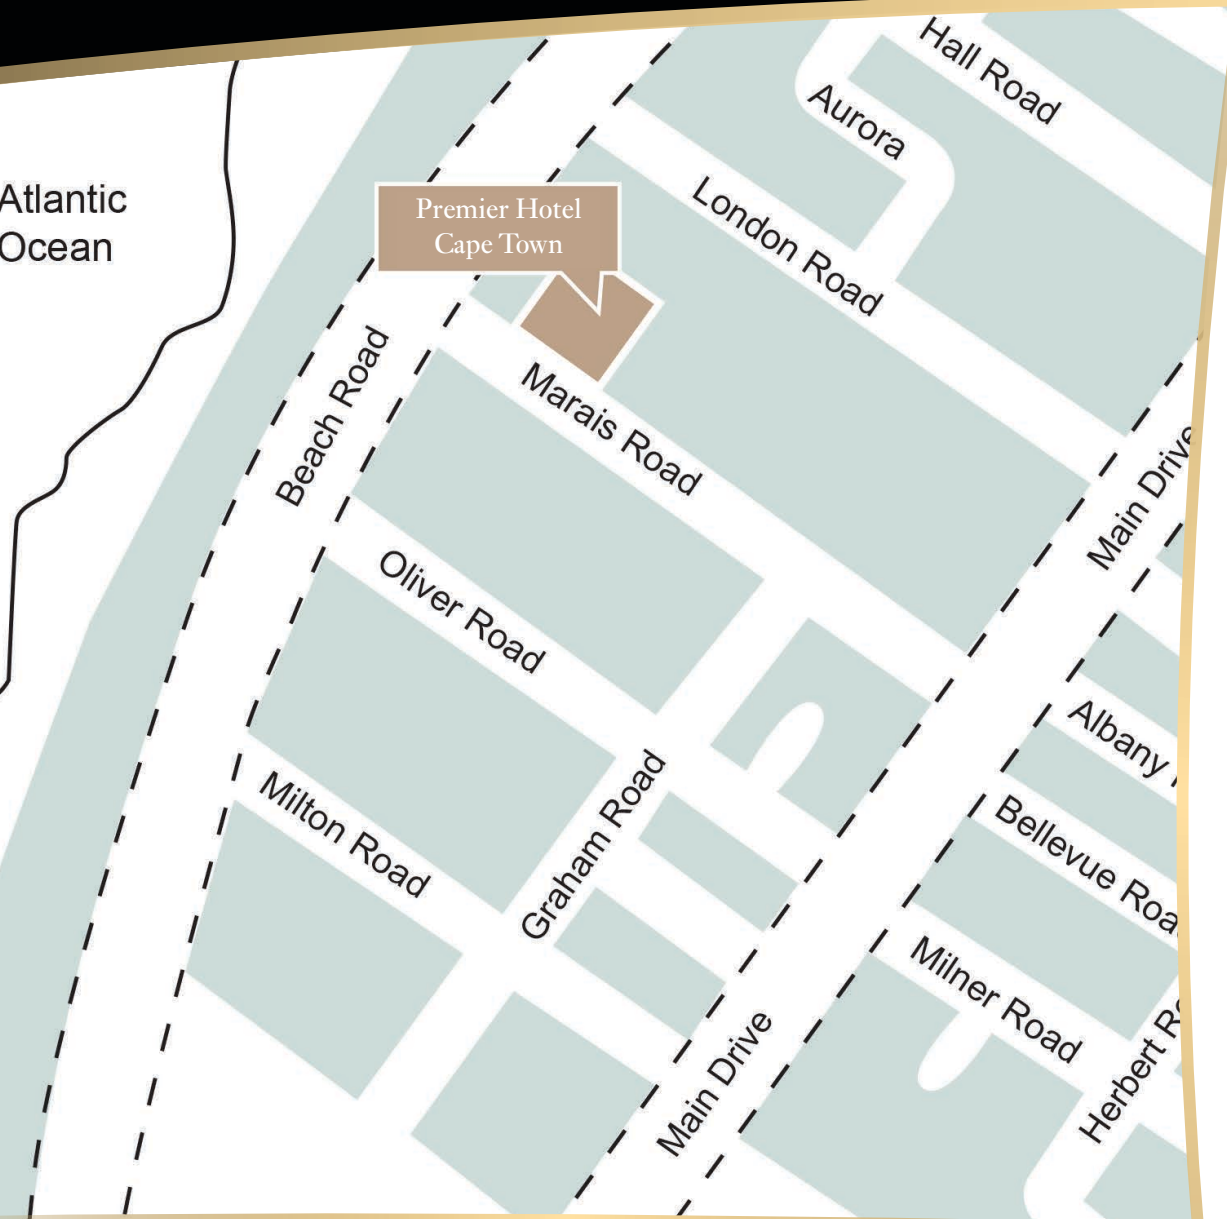 Hall Road
Aurora
Atlantic
Ocean
Premier Hotel
Cape Town
London Road
Beach Road
Marais Road
Main Drive
Oliver Road
Albany
Graham Road
Milton Road
Bellevue Roa
Milner Road
Main Drive
Herbert R